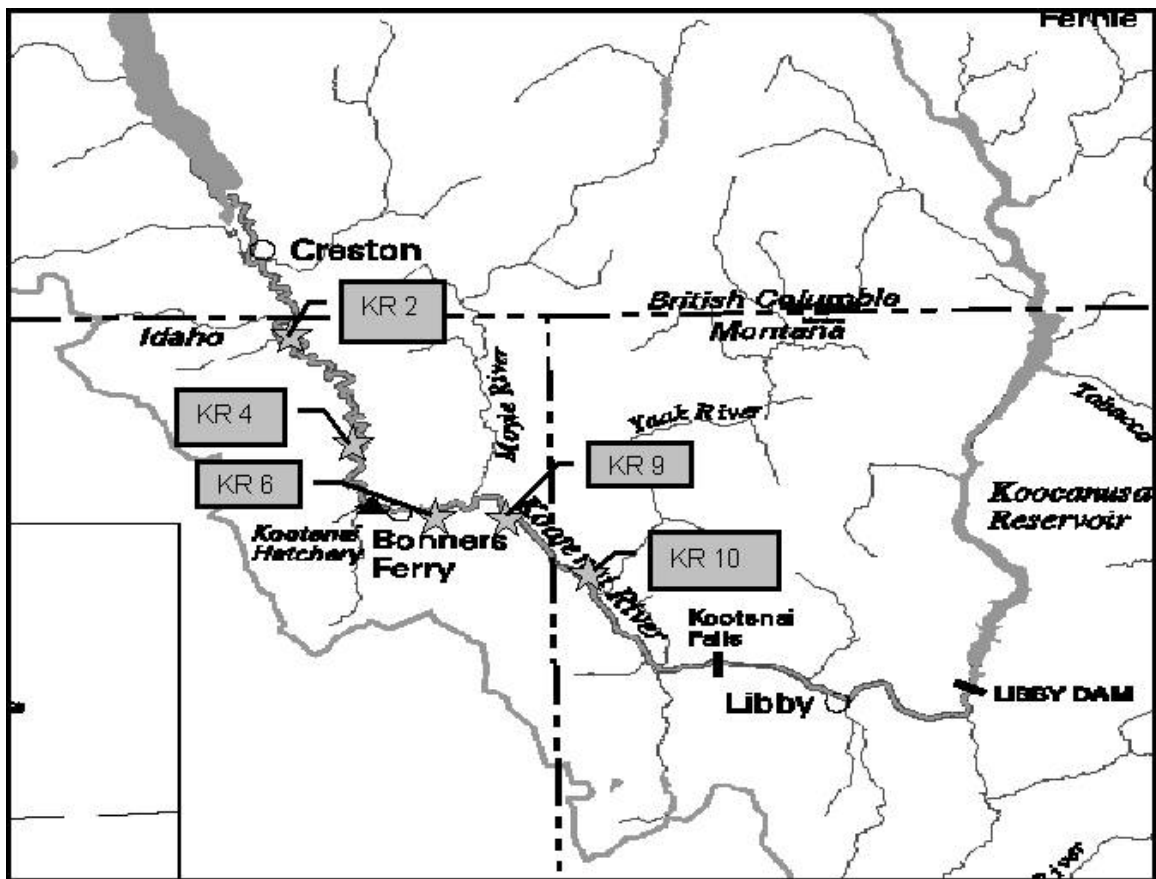 Fernie
Creston
KR 2
British Columbia
Idaho
Montana
KR 4
Moyie River
Yaak River
Tobacco
KR 9
KR 6
Koocanusa
Reservoir
Kootenai
Hatchery
Bonners
Ferry
Kootenai River
KR 10
Kootenai
Falls
Libby
LIBBY DAM
River